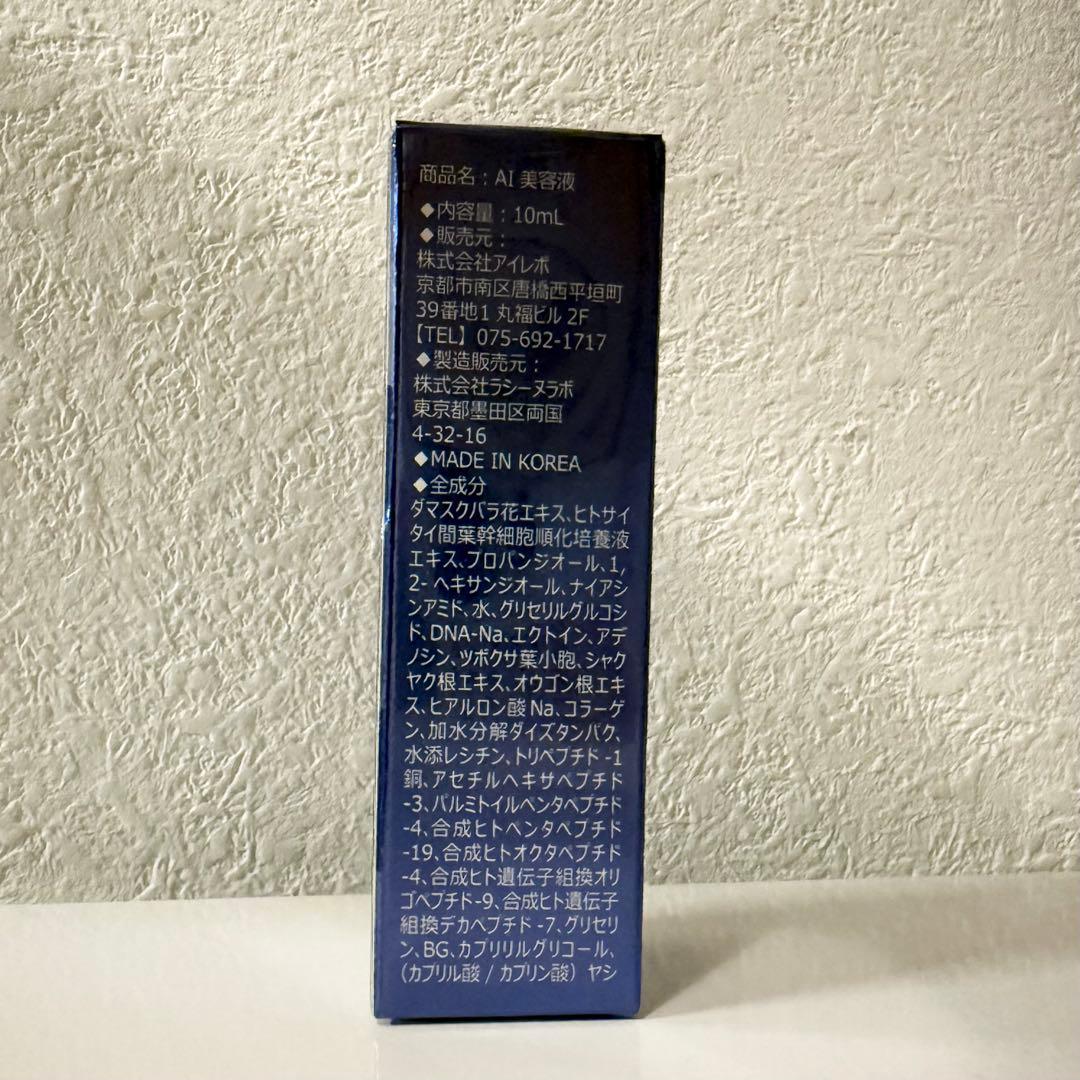 商品名：AI 美容液
◆内容量：10mL
◆販売元：
株式会社アイレボ
京都市南区唐橋西平垣町
39番地1 丸福ビル 2F
【TEL】075-692-1717
◆製造販売元：
株式会社ラシーヌラボ
東京都墨田区両国
4-32-16
◆MADE IN KOREA
◆全成分
ダマスクバラ花エキス、ヒトサイ
タイ間葉幹細胞順化培養液
エキス、プロパンジオール、1,
2- ヘキサンジオール、ナイアシ
ンアミド、水、グリセリルグルコシ
ド、DNA-Na、エクトイン、アデ
ノシン、ツボクサ葉小胞、シャク
ヤク根エキス、オウゴン根エキ
ス、ヒアルロン酸 Na、コラーゲ
ン、加水分解ダイズタンパク、
水添レシチン、トリペプチド -1
銅、アセチルヘキサペプチド
-3、パルミトイルペンタペプチド
-4、合成ヒトペンタペプチド
-19、合成ヒトオクタペプチド
-4、合成ヒト遺伝子組換オリ
ゴペプチド-9、合成ヒト遺伝子
組換デカペプチド -7、グリセリ
ン、BG、カプリリルグリコール、
（カプリル酸 / カプリン酸）ヤシ